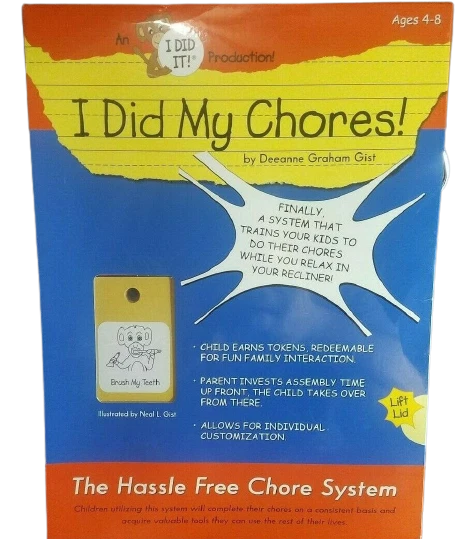 Ages 4-8
An
I DID
IT!®
Production!
I Did My Chores!
by Deeanne Graham Gist
FINALLY,
A SYSTEM THAT
TRAINS YOUR KIDS TO
DO THEIR CHORES
WHILE YOU RELAX IN
YOUR RECLINER!
Brush My Teeth
Illustrated by Neal L. Gist
· CHILD EARNS TOKENS, REDEEMABLE
FOR FUN FAMILY INTERACTION.
· PARENT INVESTS ASSEMBLY TIME
UP FRONT, THE CHILD TAKES OVER
FROM THERE.
· ALLOWS FOR INDIVIDUAL
CUSTOMIZATION.
Lift
Lid
The Hassle Free Chore System
Children utilizing this system will complete their chores on a consistent basis and
acquire valuable tools they can use the rest of their lives.